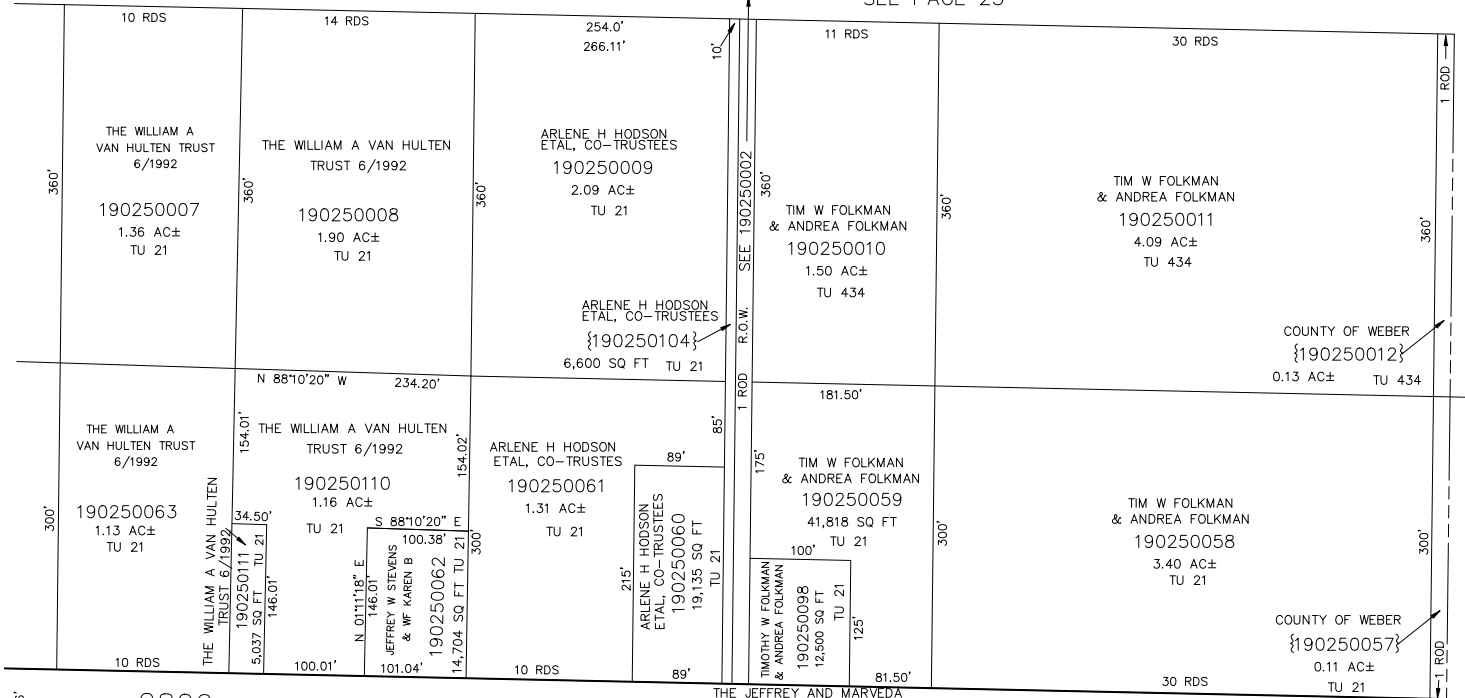 SEE PAGE 25
10 RDS
14 RDS
254.0'
266.11'
10'
11 RDS
30 RDS
1 ROD
THE WILLIAM A
VAN HULTEN TRUST
6/1992
190250007
1.36 AC±
TU 21
360'
THE WILLIAM A VAN HULTEN
TRUST 6/1992
190250008
1.90 AC±
TU 21
360'
ARLENE H HODSON
ETAL, CO-TRUSTEES
190250009
2.09 AC±
TU 21
360'
ARLENE H HODSON
ETAL, CO-TRUSTEES
{190250104}
6,600 SQ FT TU 21
1 ROD R.O.W. SEE 190250002
360'
TIM W FOLKMAN
& ANDREA FOLKMAN
190250010
1.50 AC±
TU 434
360'
TIM W FOLKMAN
& ANDREA FOLKMAN
190250011
4.09 AC±
TU 434
360'
COUNTY OF WEBER
{190250012}
0.13 AC± TU 434
THE WILLIAM A
VAN HULTEN TRUST
6/1992
190250063
1.13 AC±
TU 21
300'
10 RDS
N 88°10'20" W 234.20'
154.01'
THE WILLIAM A VAN HULTEN
TRUST 6/1992
190250110
1.16 AC±
TU 21
154.02'
34.50'
THE WILLIAM A VAN HULTEN
TRUST 6/1992
190250111
5,037 SQ FT TU 21
146.01'
100.01'
S 88°10'20" E
100.38'
N 01°11'18" E
146.01'
JEFFREY W STEVENS
& WF KAREN B
190250062
14,704 SQ FT TU 21
101.04'
300'
ARLENE H HODSON
ETAL, CO-TRUSTES
190250061
1.31 AC±
TU 21
10 RDS
85'
89'
215'
ARLENE H HODSON
ETAL, CO-TRUSTEES
190250060
19,135 SQ FT
TU 21
89'
181.50'
175'
TIM W FOLKMAN
& ANDREA FOLKMAN
190250059
41,818 SQ FT
TU 21
300'
100'
TIMOTHY W FOLKMAN
& ANDREA FOLKMAN
190250098
12,500 SQ FT
TU 21
125'
81.50'
TIM W FOLKMAN
& ANDREA FOLKMAN
190250058
3.40 AC±
TU 21
300'
COUNTY OF WEBER
{190250057}
0.11 AC±
TU 21
1 ROD
30 RDS
THE JEFFREY AND MARVEDA